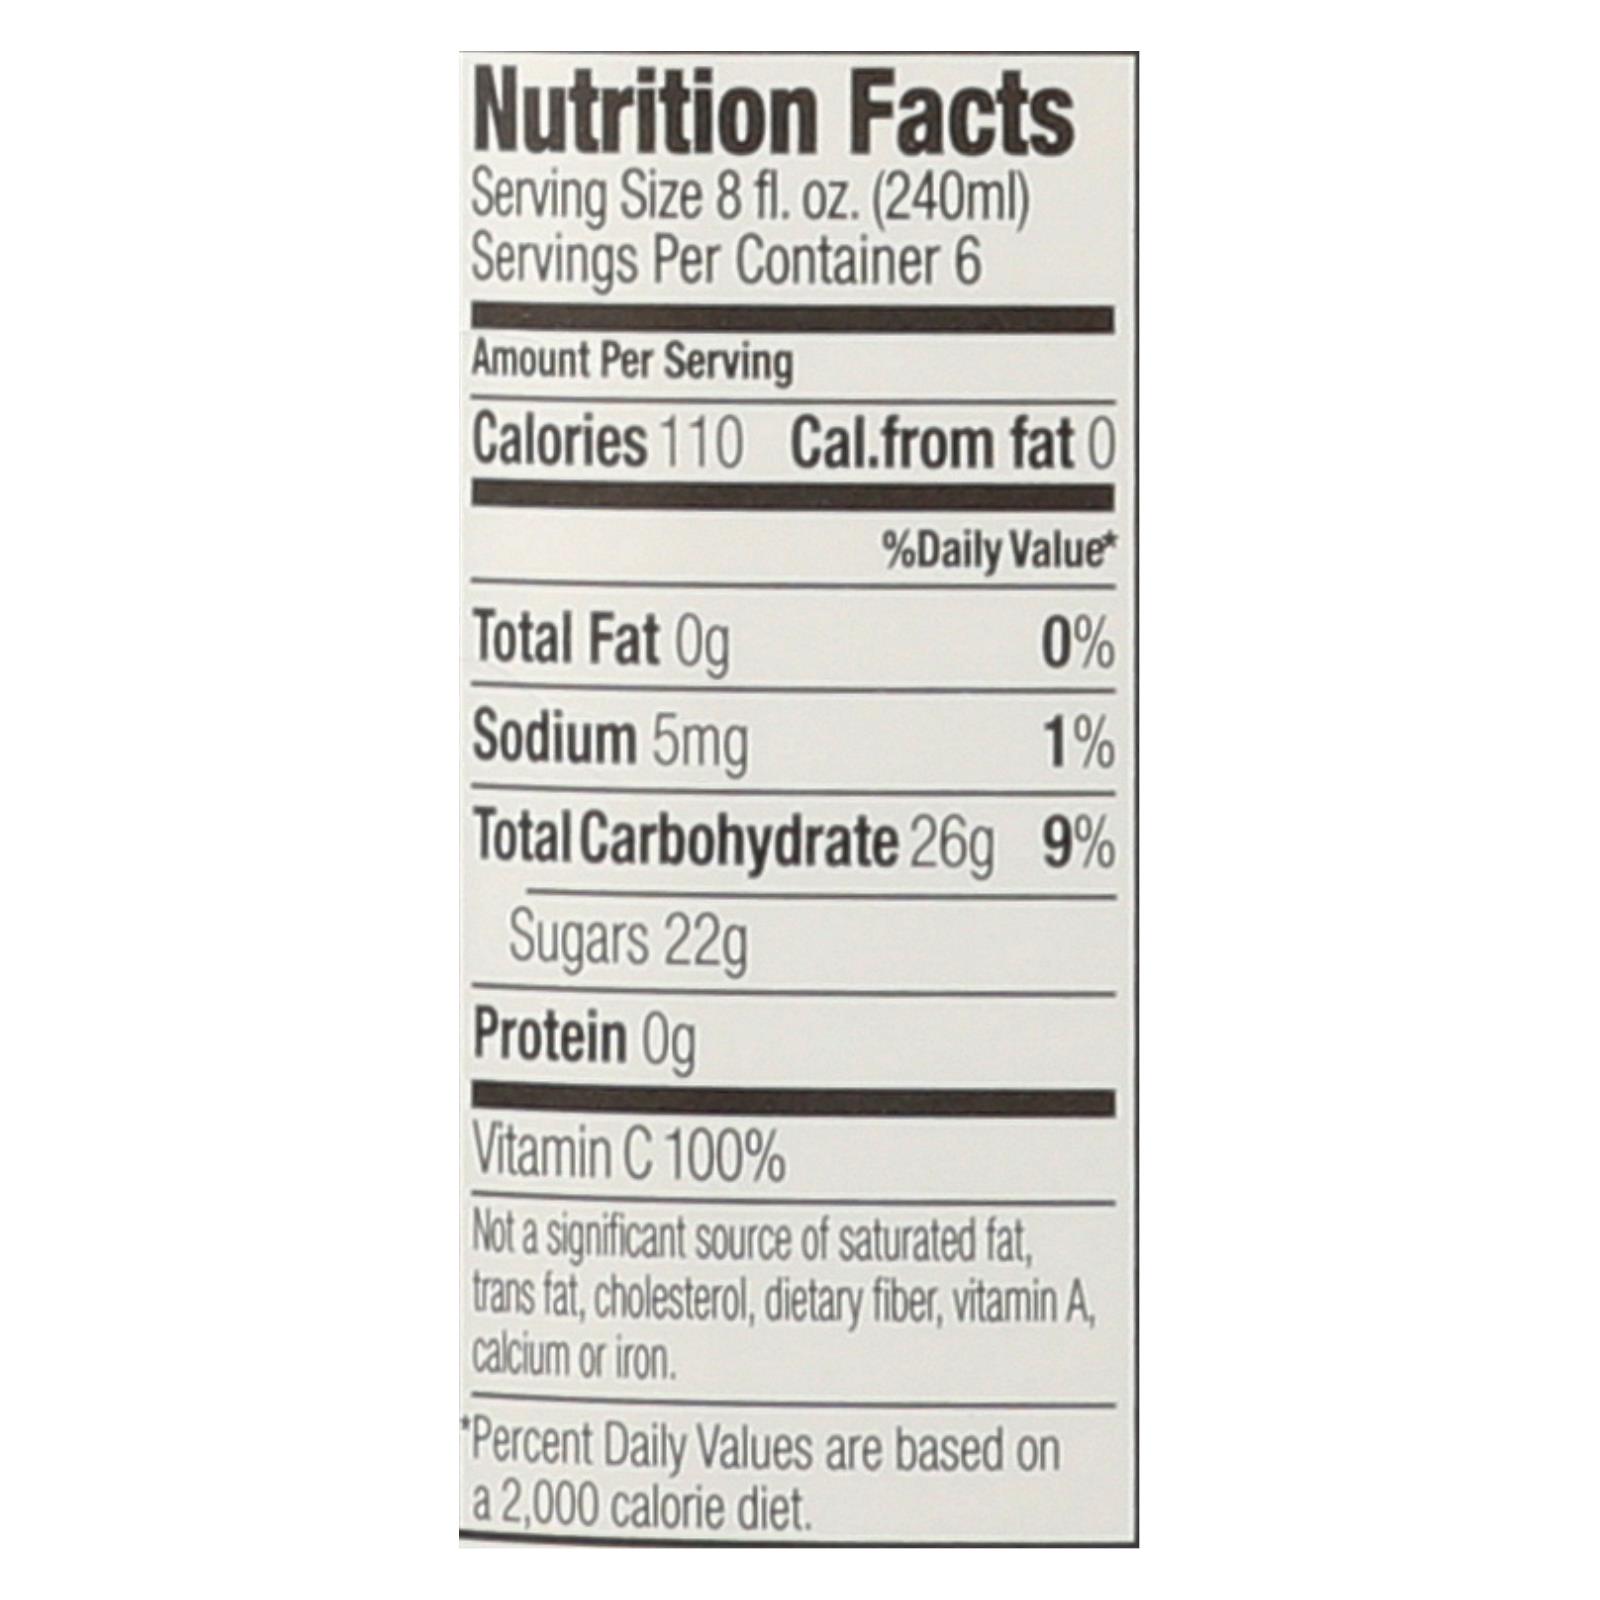 Nutrition Facts
Serving Size 8 fl. oz. (240ml)
Servings Per Container 6
Amount Per Serving
Calories 110 Cal.from fat 0
%Daily Value*
Total Fat 0g 0%
Sodium 5mg 1%
Total Carbohydrate 26g 9%
Sugars 22g
Protein 0g
Vitamin C 100%
Not a significant source of saturated fat,
trans fat, cholesterol, dietary fiber, vitamin A,
calcium or iron.
*Percent Daily Values are based on
a 2,000 calorie diet.